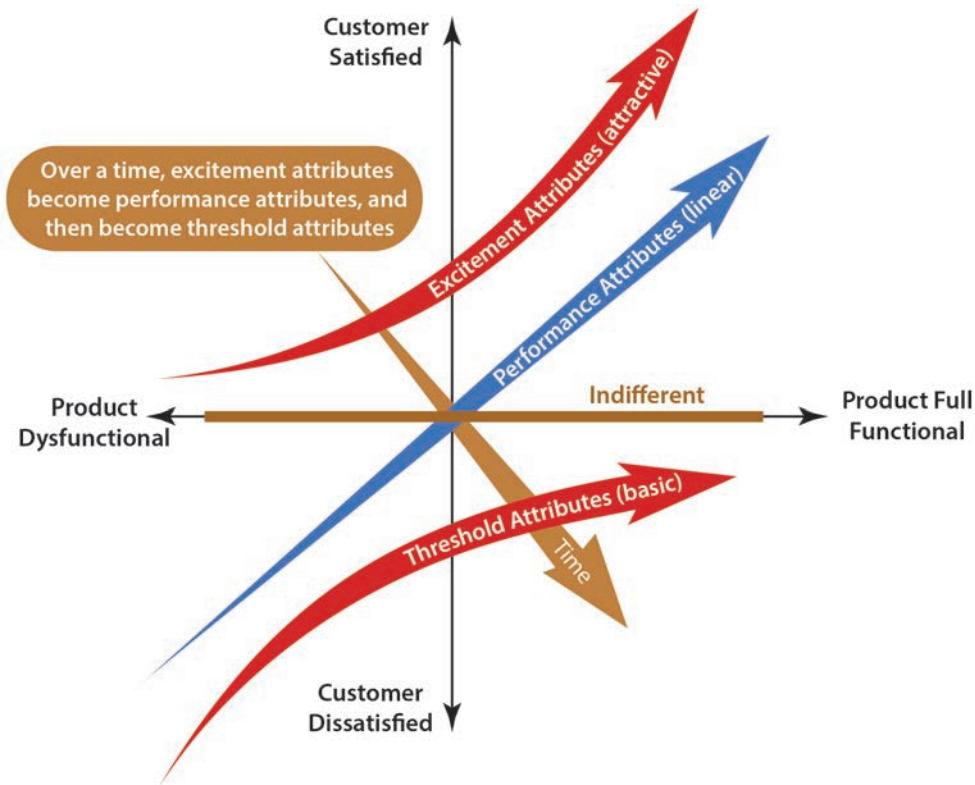 Customer
Satisfied
Over a time, excitement attributes
become performance attributes, and
then become threshold attributes
Excitement Attributes (attractive)
Performance Attributes (linear)
Indifferent
Product
Dysfunctional
Product Full
Functional
Threshold Attributes (basic)
Time
Customer
Dissatisfied